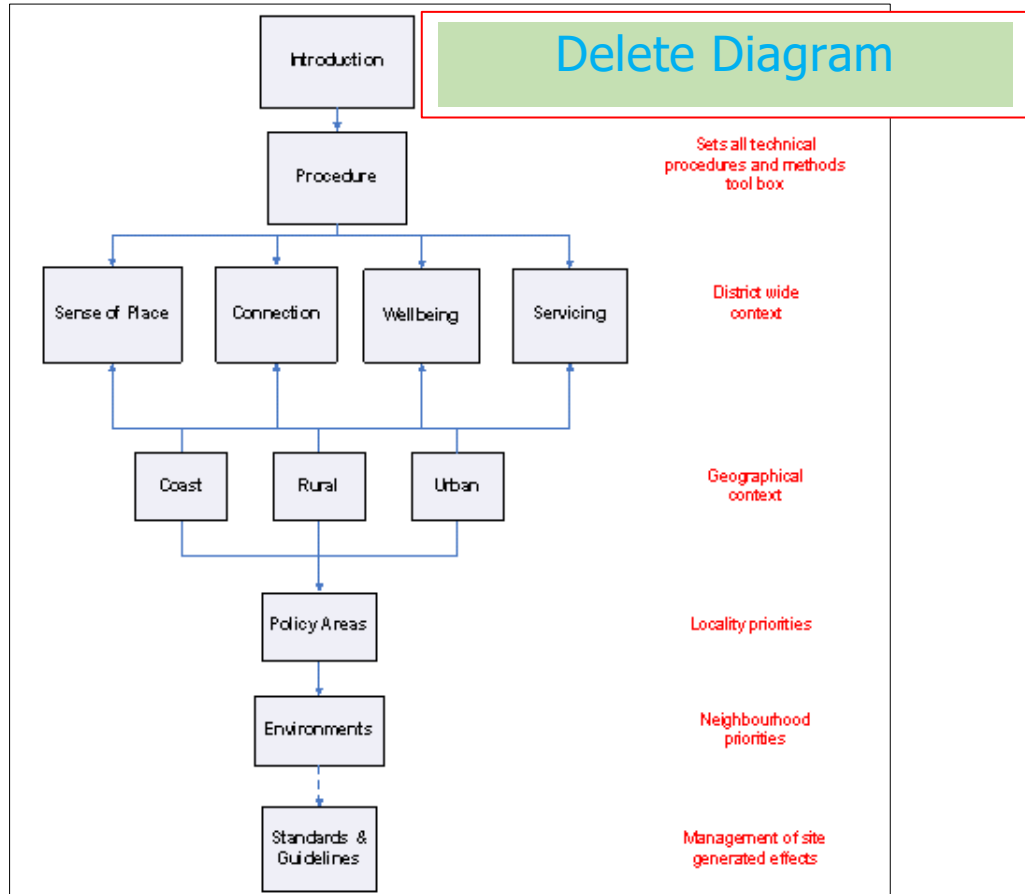 Delete Diagram
Introduction
Procedure
Sets all technical
procedures and methods
tool box
Sense of Place
Connection
Wellbeing
Servicing
District wide
context
Coast
Rural
Urban
Geographical
context
Policy Areas
Locality priorities
Environments
Neighbourhood
priorities
Standards &
Guidelines
Management of site
generated effects